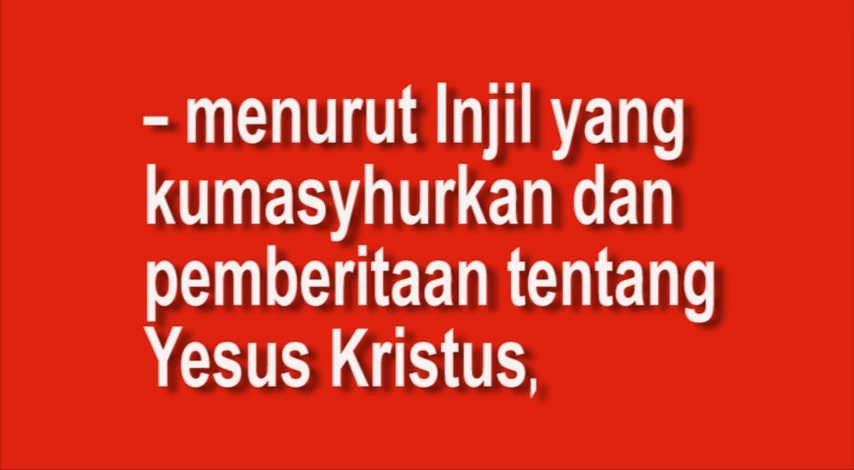 – menurut Injil yang
kumasyhurkan dan
pemberitaan tentang
Yesus Kristus,